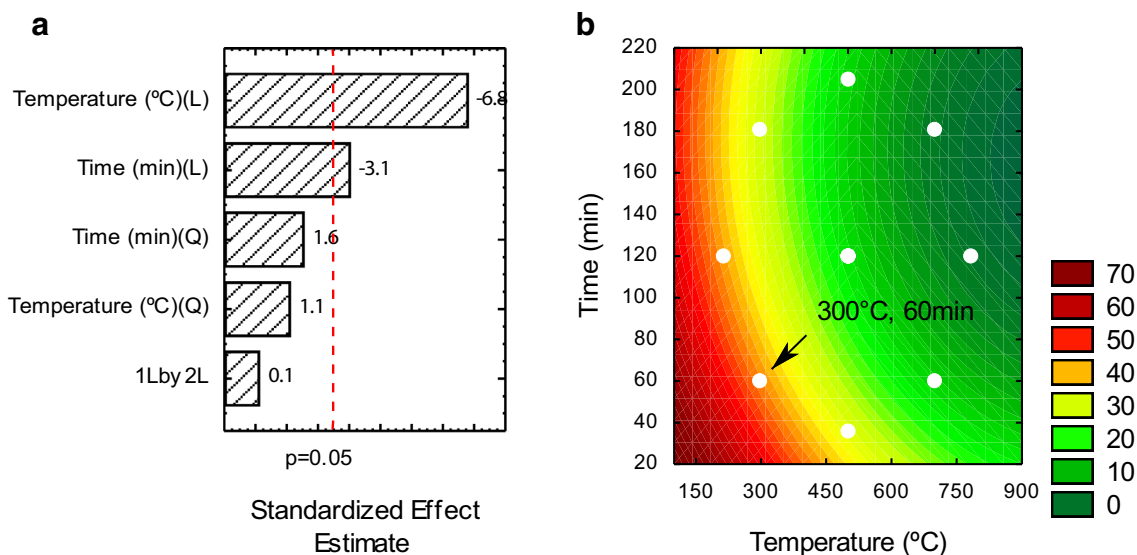 a
Temperature (ºC)(L)
-6.8
Time (min)(L)
-3.1
Time (min)(Q)
1.6
Temperature (ºC)(Q)
1.1
1Lby 2L
0.1
p=0.05
Standardized Effect
Estimate
b
220
200
180
160
140
120
100
80
60
40
20
Time (min)
300°C, 60min
150 300 450 600 750 900
Temperature (ºC)
70
60
50
40
30
20
10
0